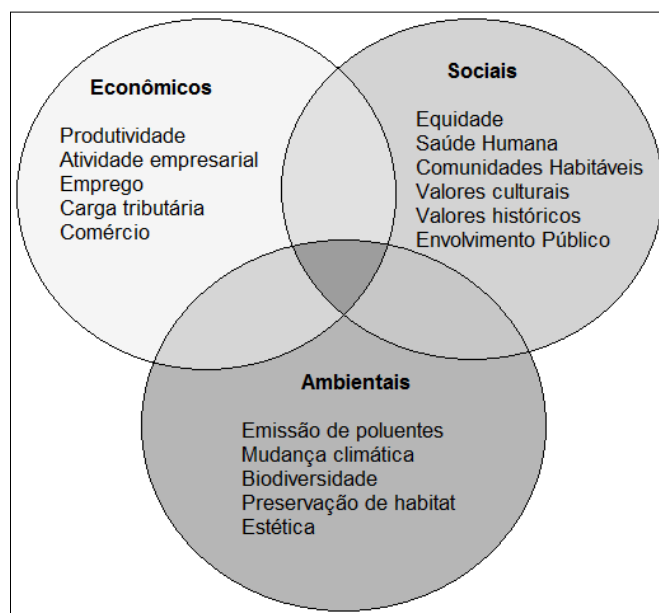 Econômicos
Produtividade
Atividade empresarial
Emprego
Carga tributária
Comércio
Sociais
Equidade
Saúde Humana
Comunidades Habitáveis
Valores culturais
Valores históricos
Envolvimento Público
Ambientais
Emissão de poluentes
Mudança climática
Biodiversidade
Preservação de habitat
Estética